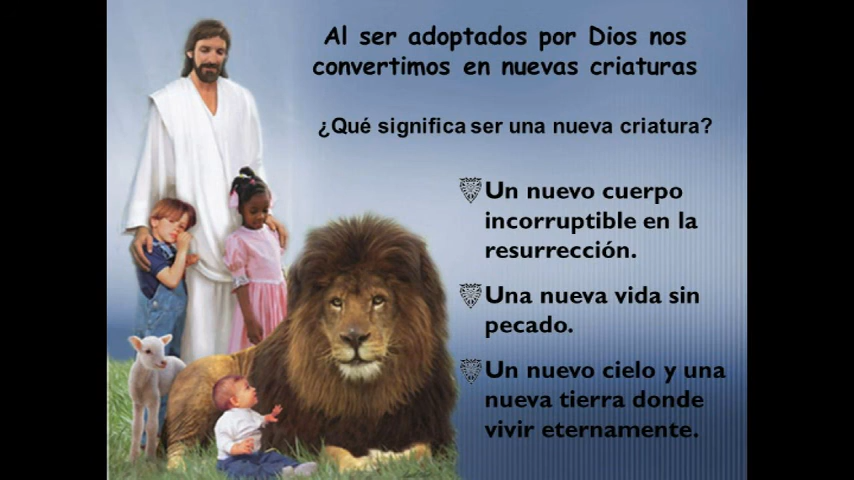 Al ser adoptados por Dios nos
convertimos en nuevas criaturas
¿Qué significa ser una nueva criatura?
Un nuevo cuerpo
incorruptible en la
resurrección.
Una nueva vida sin
pecado.
Un nuevo cielo y una
nueva tierra donde
vivir eternamente.